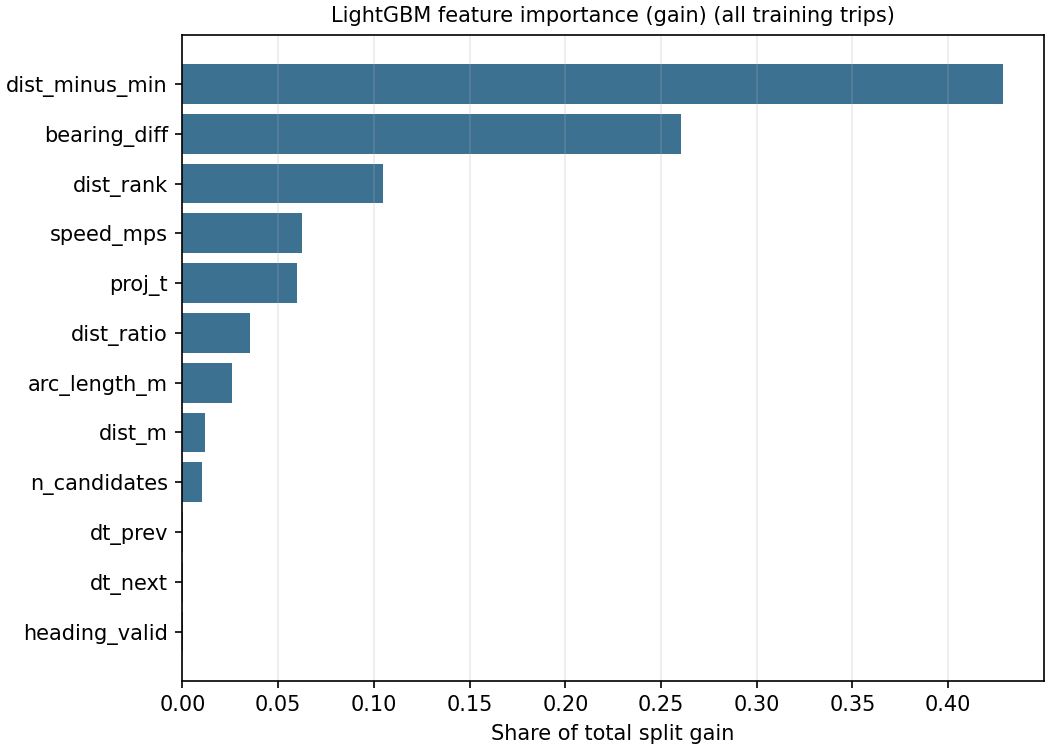 LightGBM feature importance (gain) (all training trips)
dist_minus_min
bearing_diff
dist_rank
speed_mps
proj_t
dist_ratio
arc_length_m
dist_m
n_candidates
dt_prev
dt_next
heading_valid
0.00 0.05 0.10 0.15 0.20 0.25 0.30 0.35 0.40
Share of total split gain